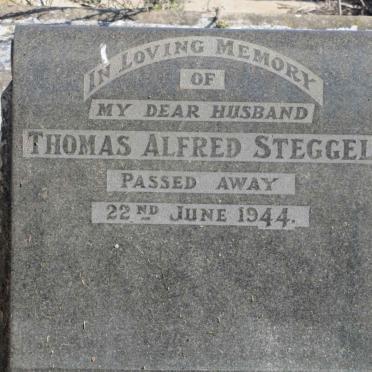 In Loving Memory
OF
MY DEAR HUSBAND
THOMAS ALFRED STEGGEL
PASSED AWAY
22ND JUNE 1944.